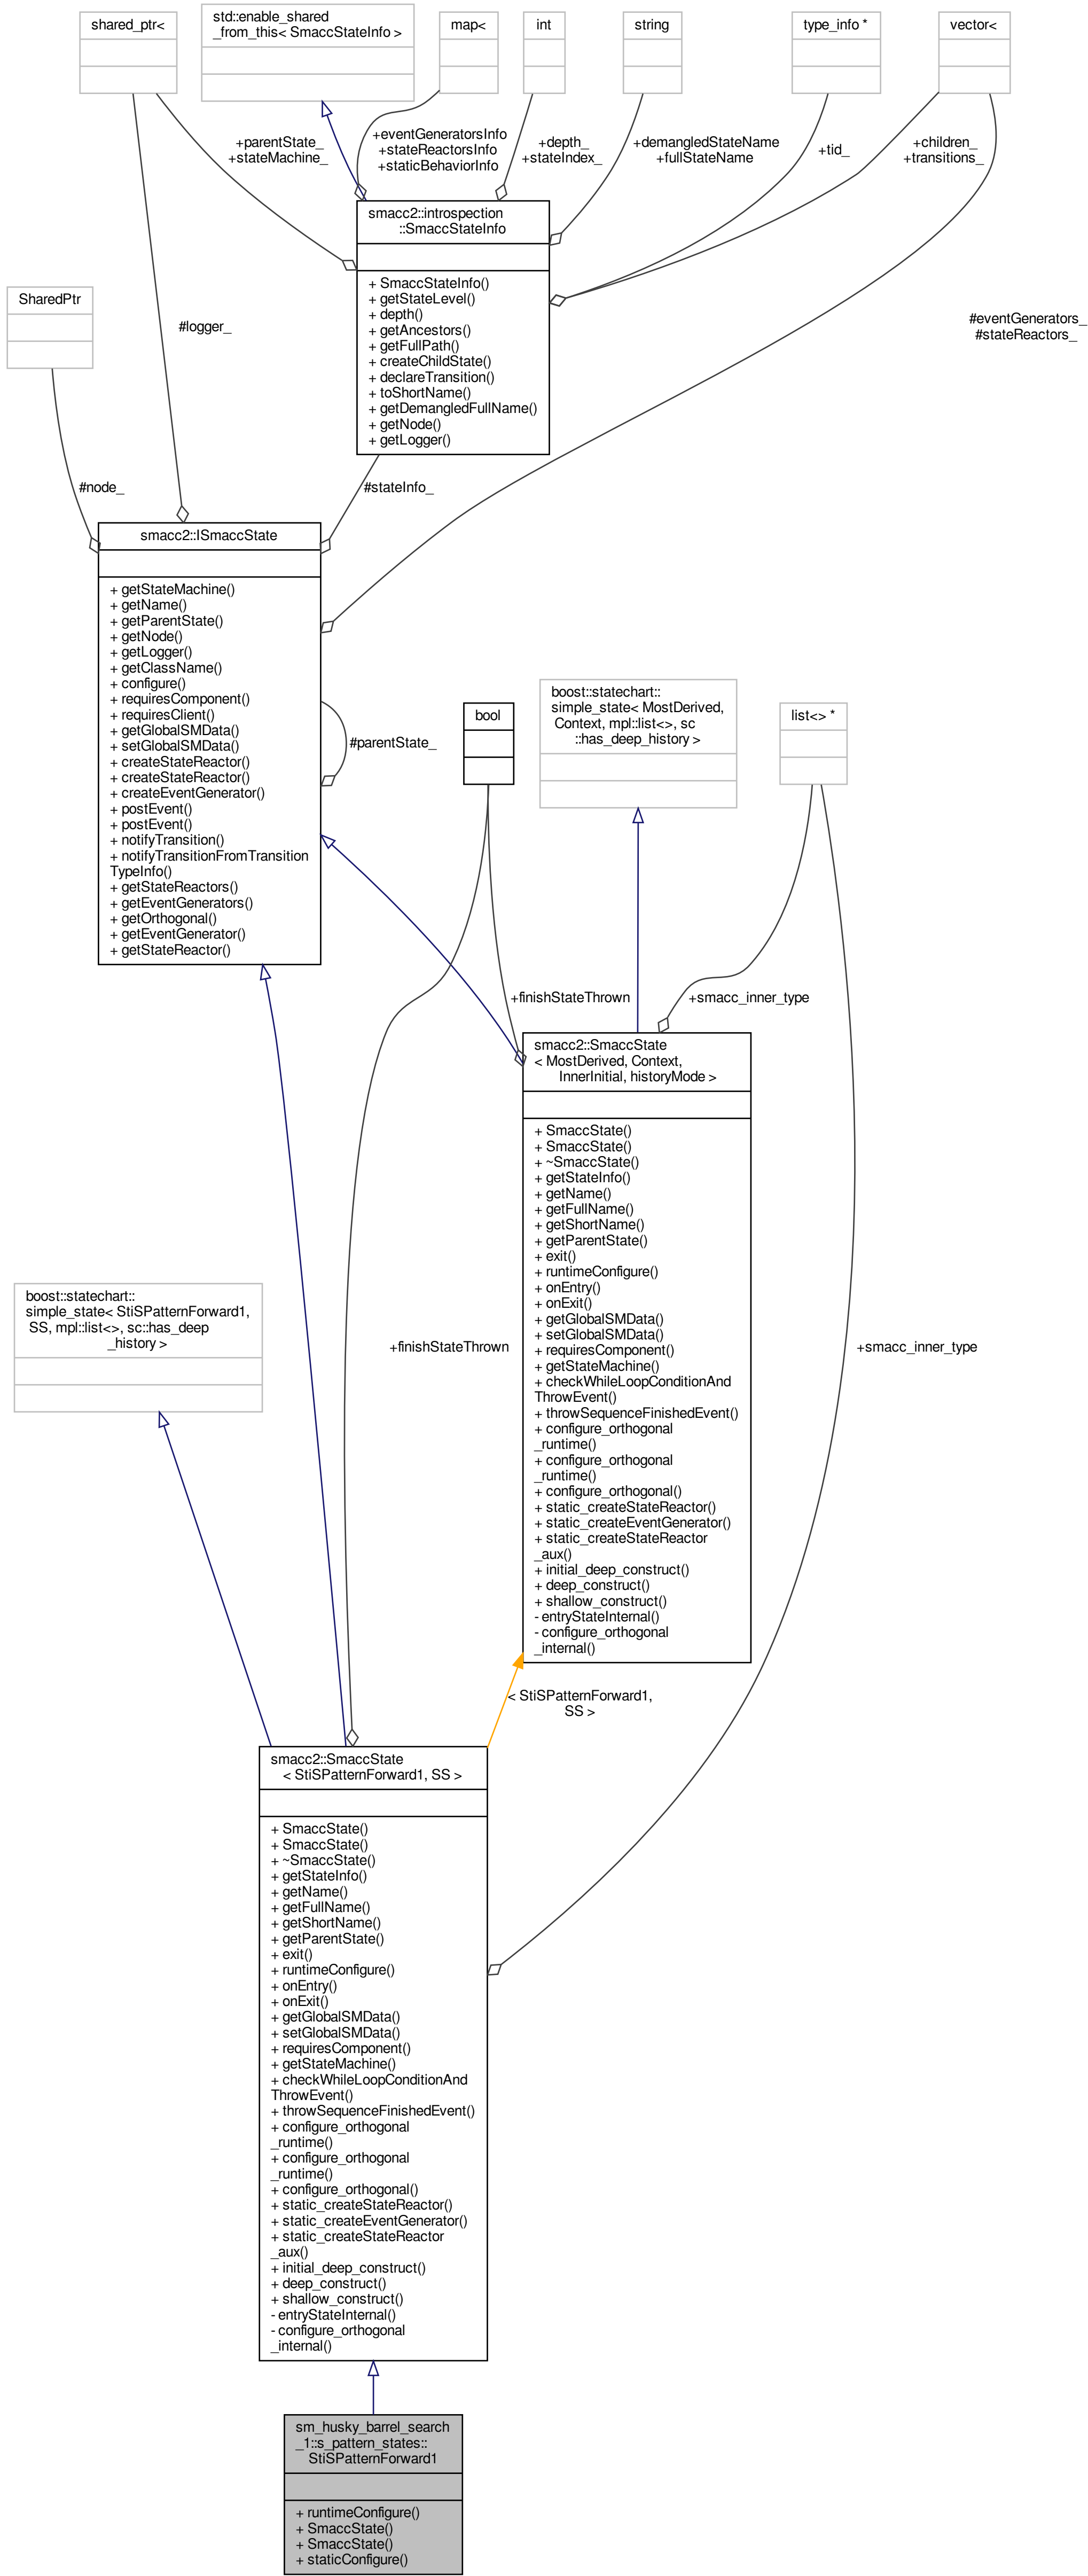 shared_ptr<
std::enable_shared
_from_this< SmaccStateInfo >
map<
int
string
type_info *
vector<
+parentState_
+stateMachine_
+eventGeneratorsInfo
+stateReactorsInfo
+staticBehaviorInfo
+depth_
+stateIndex_
+demangledStateName
+fullStateName
+tid_
+children_
+transitions_
smacc2::introspection
::SmaccStateInfo
+ SmaccStateInfo()
+ getStateLevel()
+ depth()
+ getAncestors()
+ getFullPath()
+ createChildState()
+ declareTransition()
+ toShortName()
+ getDemangledFullName()
+ getNode()
+ getLogger()
SharedPtr
#logger_
#eventGenerators_
#stateReactors_
#node_
#stateInfo_
smacc2::ISmaccState
+ getStateMachine()
+ getName()
+ getParentState()
+ getNode()
+ getLogger()
+ getClassName()
+ configure()
+ requiresComponent()
+ requiresClient()
+ getGlobalSMData()
+ setGlobalSMData()
+ createStateReactor()
+ createStateReactor()
+ createEventGenerator()
+ postEvent()
+ postEvent()
+ notifyTransition()
+ notifyTransitionFromTransition
TypeInfo()
+ getStateReactors()
+ getEventGenerators()
+ getOrthogonal()
+ getEventGenerator()
+ getStateReactor()
#parentState_
bool
boost::statechart::
simple_state< MostDerived,
Context, mpl::list<>, sc
::has_deep_history >
list<> *
+finishStateThrown
+smacc_inner_type
smacc2::SmaccState
< MostDerived, Context,
InnerInitial, historyMode >
+ SmaccState()
+ SmaccState()
+ ~SmaccState()
+ getStateInfo()
+ getName()
+ getFullName()
+ getShortName()
+ getParentState()
+ exit()
+ runtimeConfigure()
+ onEntry()
+ onExit()
+ getGlobalSMData()
+ setGlobalSMData()
+ requiresComponent()
+ getStateMachine()
+ checkWhileLoopConditionAnd
ThrowEvent()
+ throwSequenceFinishedEvent()
+ configure_orthogonal
_runtime()
+ configure_orthogonal
_runtime()
+ configure_orthogonal()
+ static_createStateReactor()
+ static_createEventGenerator()
+ static_createStateReactor
_aux()
+ initial_deep_construct()
+ deep_construct()
+ shallow_construct()
- entryStateInternal()
- configure_orthogonal
_internal()
boost::statechart::
simple_state< StiSPatternForward1,
SS, mpl::list<>, sc::has_deep
_history >
+finishStateThrown
+smacc_inner_type
< StiSPatternForward1,
SS >
smacc2::SmaccState
< StiSPatternForward1, SS >
+ SmaccState()
+ SmaccState()
+ ~SmaccState()
+ getStateInfo()
+ getName()
+ getFullName()
+ getShortName()
+ getParentState()
+ exit()
+ runtimeConfigure()
+ onEntry()
+ onExit()
+ getGlobalSMData()
+ setGlobalSMData()
+ requiresComponent()
+ getStateMachine()
+ checkWhileLoopConditionAnd
ThrowEvent()
+ throwSequenceFinishedEvent()
+ configure_orthogonal
_runtime()
+ configure_orthogonal
_runtime()
+ configure_orthogonal()
+ static_createStateReactor()
+ static_createEventGenerator()
+ static_createStateReactor
_aux()
+ initial_deep_construct()
+ deep_construct()
+ shallow_construct()
- entryStateInternal()
- configure_orthogonal
_internal()
sm_husky_barrel_search
_1::s_pattern_states::
StiSPatternForward1
+ runtimeConfigure()
+ SmaccState()
+ SmaccState()
+ staticConfigure()